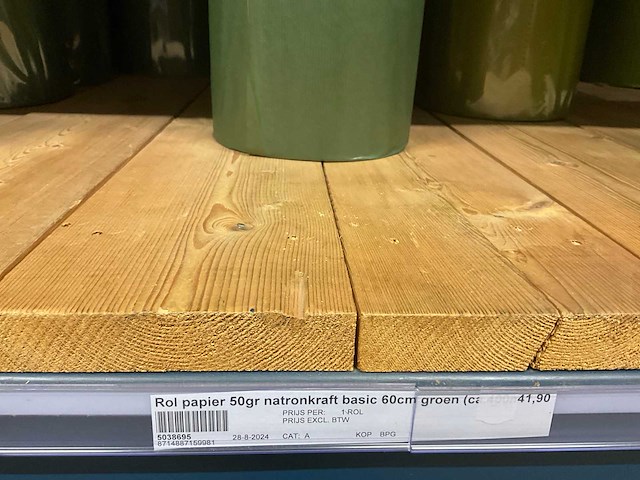 Rol papier 50gr natronkraft basic 60cm groen (ca 41,90
PRIJS PER: 1-ROL
PRIJS EXCL. BTW
5038695 28-8-2024 CAT: A KOP BPG
8714887159981